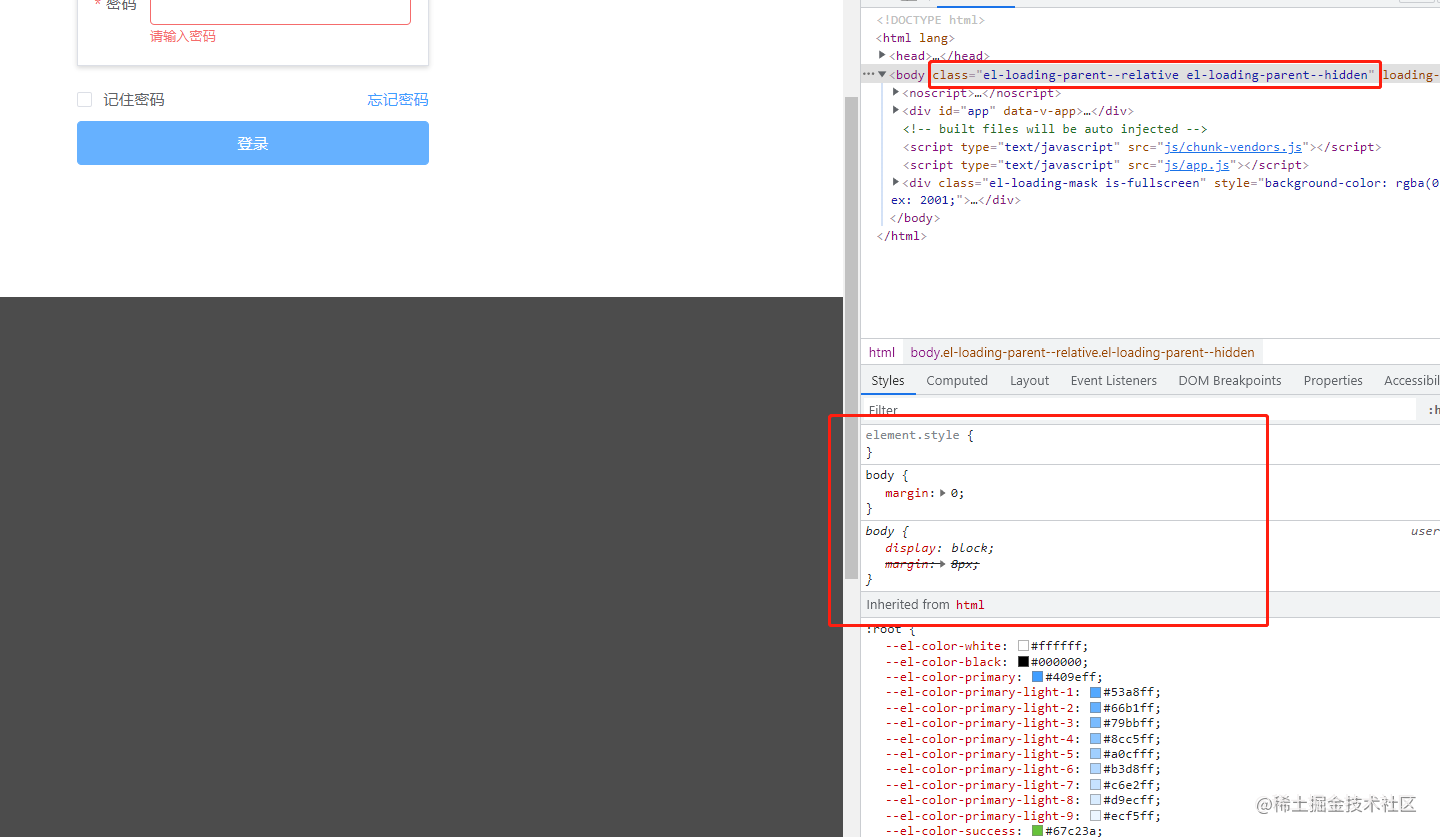 * 密码
请输入密码
记住密码 忘记密码
登录
<!DOCTYPE html>
<html lang>
<head>…</head>
<body class="el-loading-parent--relative el-loading-parent--hidden" loading-
<noscript>…</noscript>
<div id="app" data-v-app>…</div>
<!-- built files will be auto injected -->
<script type="text/javascript" src="js/chunk-vendors.js"></script>
<script type="text/javascript" src="js/app.js"></script>
<div class="el-loading-mask is-fullscreen" style="background-color: rgba(0
ex: 2001;">…</div>
</body>
</html>
html body.el-loading-parent--relative.el-loading-parent--hidden
Styles Computed Layout Event Listeners DOM Breakpoints Properties Accessibil
Filter :h
element.style {
}
body {
margin: 0;
}
body { user
display: block;
margin: 8px;
}
Inherited from html
:root {
--el-color-white: #ffffff;
--el-color-black: #000000;
--el-color-primary: #409eff;
--el-color-primary-light-1: #53a8ff;
--el-color-primary-light-2: #66b1ff;
--el-color-primary-light-3: #79bbff;
--el-color-primary-light-4: #8cc5ff;
--el-color-primary-light-5: #a0cfff;
--el-color-primary-light-6: #b3d8ff;
--el-color-primary-light-7: #c6e2ff;
--el-color-primary-light-8: #d9ecff;
--el-color-primary-light-9: #ecf5ff;
--el-color-success: #67c23a;
@稀土掘金技术社区